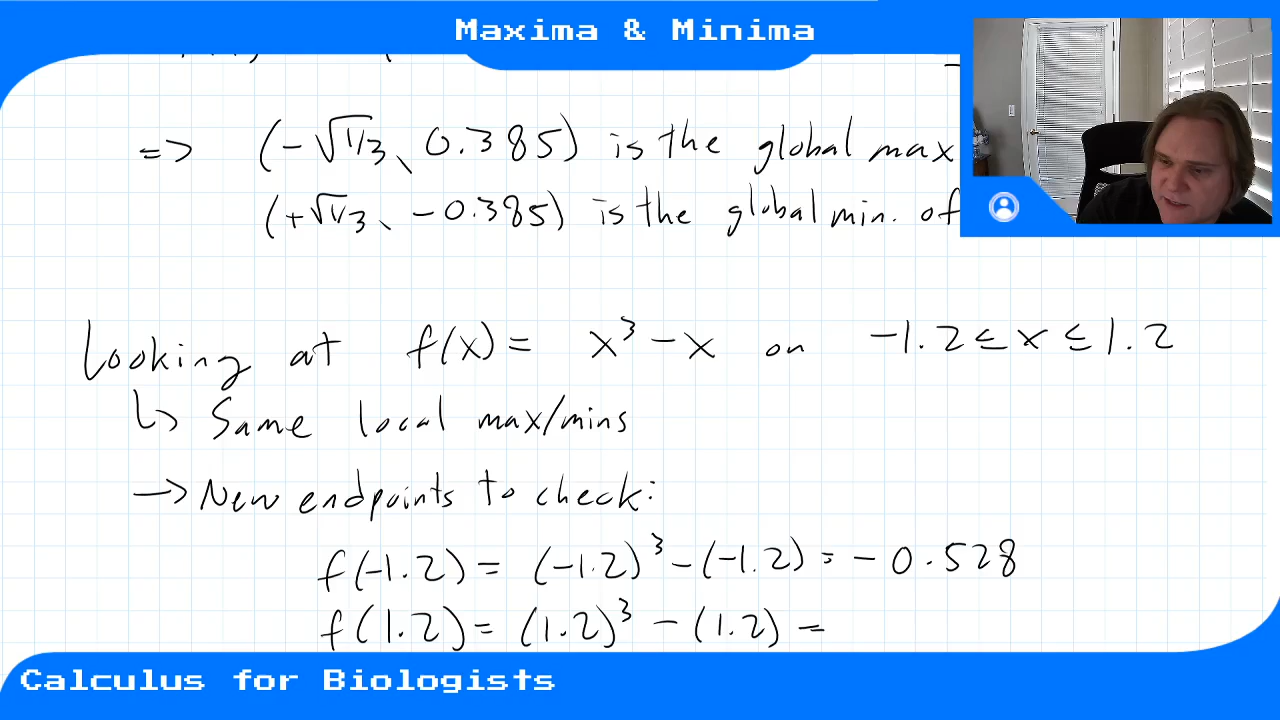 Maxima & Minima
=> (-√1/3, 0.385) is the global max
(+√1/3, -0.385) is the global min. of
Looking at f(x) = x³ - x on -1.2 ≤ x ≤ 1.2
↳ Same local max/mins
→ New endpoints to check:
f(-1.2) = (-1.2)³ - (-1.2) = -0.528
f(1.2) = (1.2)³ - (1.2) =
Calculus for Biologists